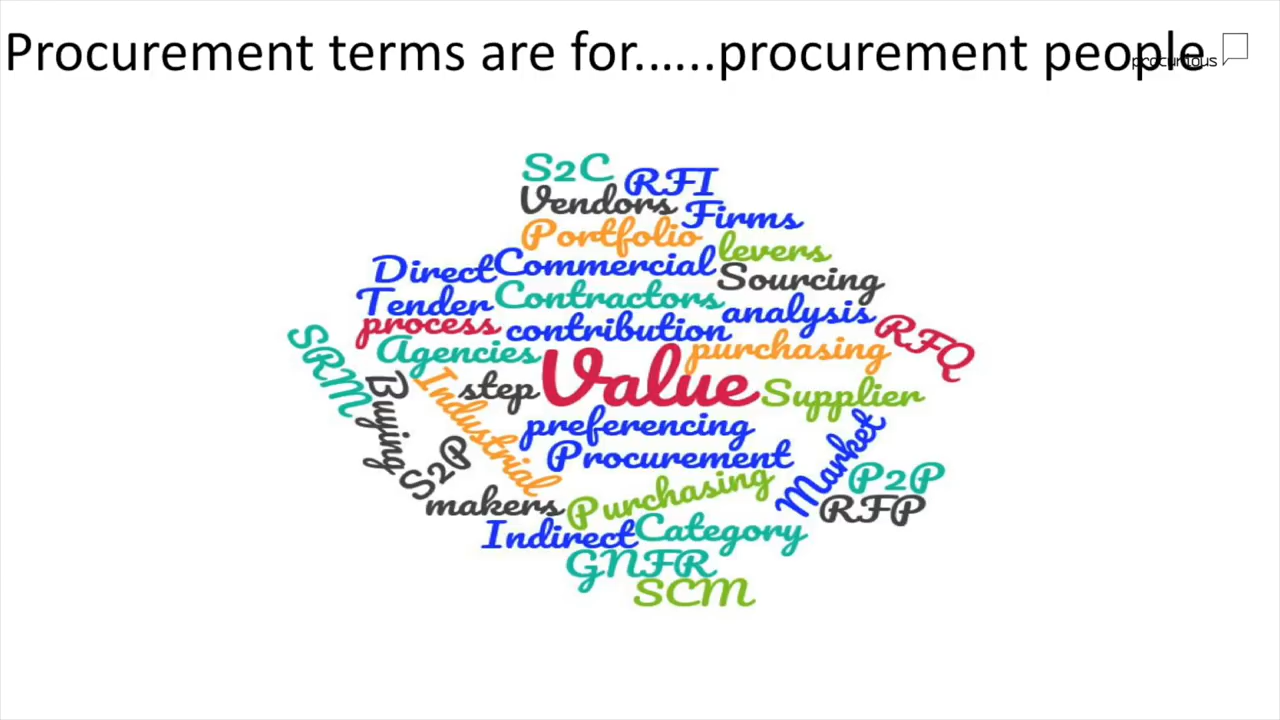 Procurement terms are for......procurement people
procurious
S2C
RFI
Vendors
Firms
Portfolio
levers
Direct
Commercial
Sourcing
Tender
Contractors
analysis
process
contribution
RFQ
SRM
Agencies
purchasing
step
Value
Supplier
Buying
Industrial
preferencing
Market
S2P
Procurement
P2P
makers
Purchasing
RFP
Indirect
Category
GNFR
SCM